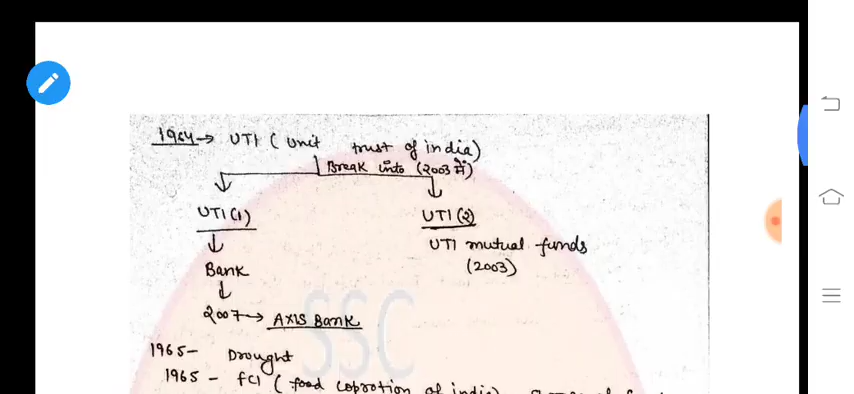 1964→ UTI ( unit trust of india)
Break into (2003 में)
UTI(1) UTI(2)
Bank UTI mutual funds
(2003)
2007→ AXIS Bank
SSC
1965- Drought
1965 - fCI ( food coprotion of india)